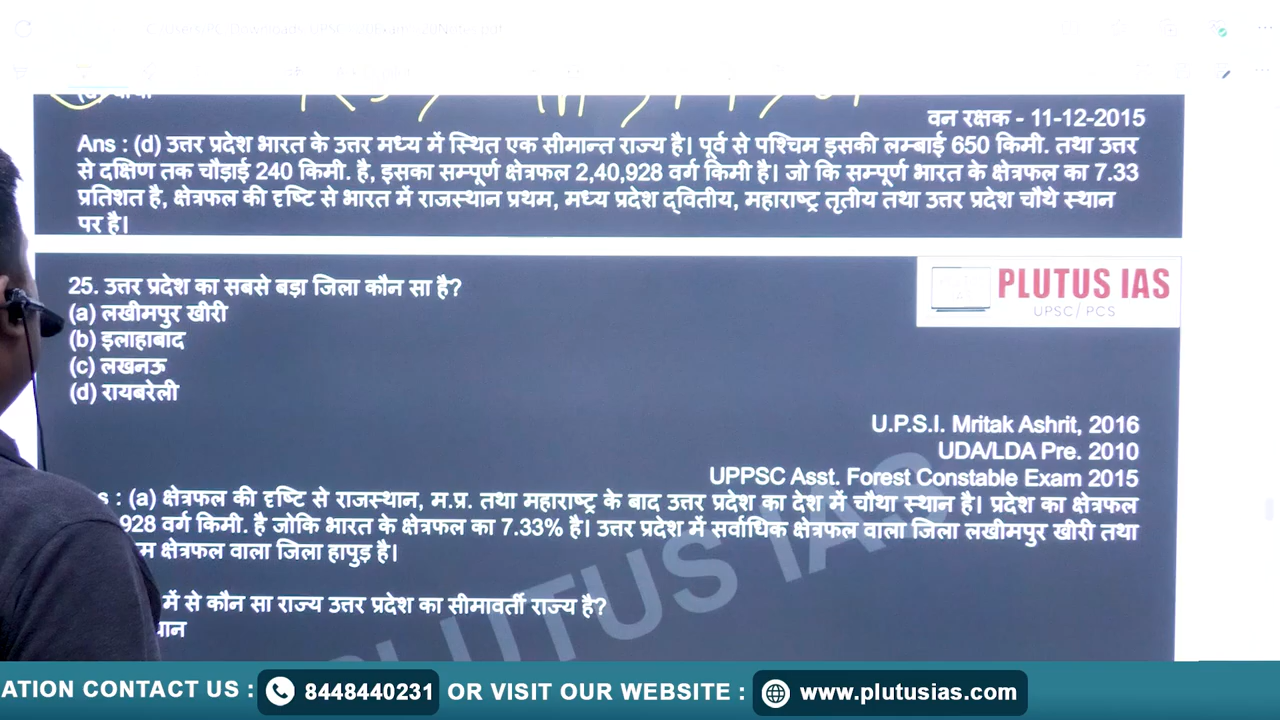 वन रक्षक - 11-12-2015
Ans : (d) उत्तर प्रदेश भारत के उत्तर मध्य में स्थित एक सीमान्त राज्य है। पूर्व से पश्चिम इसकी लम्बाई 650 किमी. तथा उत्तर
से दक्षिण तक चौड़ाई 240 किमी. है, इसका सम्पूर्ण क्षेत्रफल 2,40,928 वर्ग किमी है। जो कि सम्पूर्ण भारत के क्षेत्रफल का 7.33
प्रतिशत है, क्षेत्रफल की दृष्टि से भारत में राजस्थान प्रथम, मध्य प्रदेश द्वितीय, महाराष्ट्र तृतीय तथा उत्तर प्रदेश चौथे स्थान
पर है।
PLUTUS IAS
UPSC/ PCS
25. उत्तर प्रदेश का सबसे बड़ा जिला कौन सा है?
(a) लखीमपुर खीरी
(b) इलाहाबाद
(c) लखनऊ
(d) रायबरेली
U.P.S.I. Mritak Ashrit, 2016
UDA/LDA Pre. 2010
UPPSC Asst. Forest Constable Exam 2015
s : (a) क्षेत्रफल की दृष्टि से राजस्थान, म.प्र. तथा महाराष्ट्र के बाद उत्तर प्रदेश का देश में चौथा स्थान है। प्रदेश का क्षेत्रफल
928 वर्ग किमी. है जोकि भारत के क्षेत्रफल का 7.33% है। उत्तर प्रदेश में सर्वाधिक क्षेत्रफल वाला जिला लखीमपुर खीरी तथा
म क्षेत्रफल वाला जिला हापुड़ है।
में से कौन सा राज्य उत्तर प्रदेश का सीमावर्ती राज्य है?
थान
PLUTUS IAS
ATION CONTACT US : 8448440231 OR VISIT OUR WEBSITE : www.plutusias.com